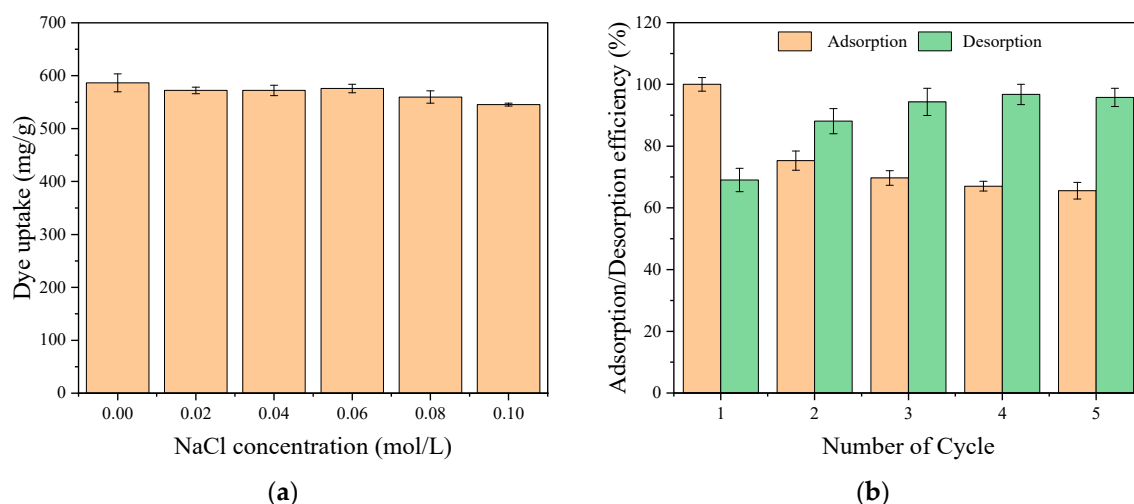 700
600
500
400
300
200
100
0
Dye uptake (mg/g)
0.00 0.02 0.04 0.06 0.08 0.10
NaCl concentration (mol/L)
(a)
120
100
80
60
40
20
0
Adsorption/Desorption efficiency (%)
Adsorption Desorption
1 2 3 4 5
Number of Cycle
(b)